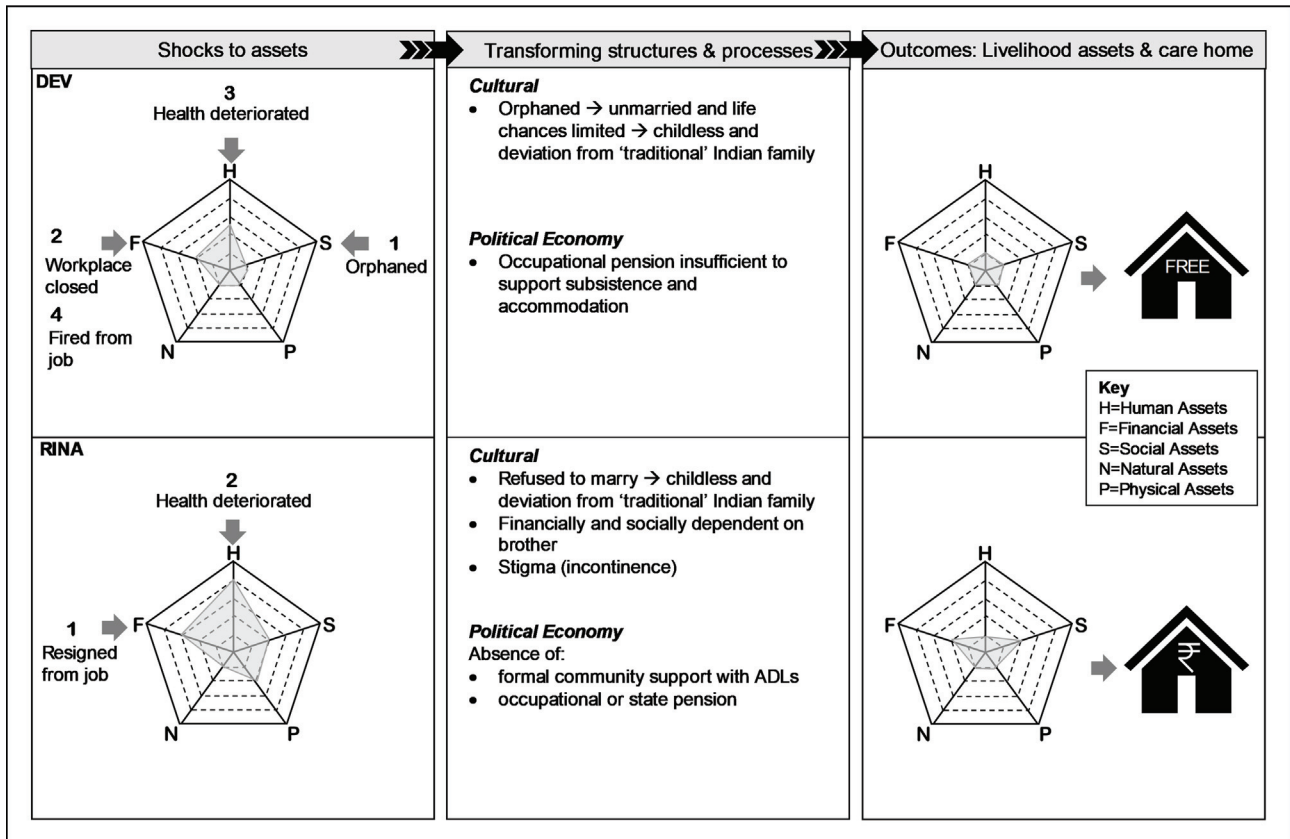 Shocks to assets
Transforming structures & processes
Outcomes: Livelihood assets & care home
DEV
3
Health deteriorated
H
F
S
N
P
2
Workplace
closed
4
Fired from
job
1
Orphaned
Cultural
• Orphaned → unmarried and life
chances limited → childless and
deviation from ‘traditional’ Indian family
Political Economy
• Occupational pension insufficient to
support subsistence and
accommodation
H
F
S
N
P
FREE
Key
H=Human Assets
F=Financial Assets
S=Social Assets
N=Natural Assets
P=Physical Assets
RINA
2
Health deteriorated
H
F
S
N
P
1
Resigned
from job
Cultural
• Refused to marry → childless and
deviation from ‘traditional’ Indian family
• Financially and socially dependent on
brother
• Stigma (incontinence)
Political Economy
Absence of:
• formal community support with ADLs
• occupational or state pension
H
F
S
N
P
₹